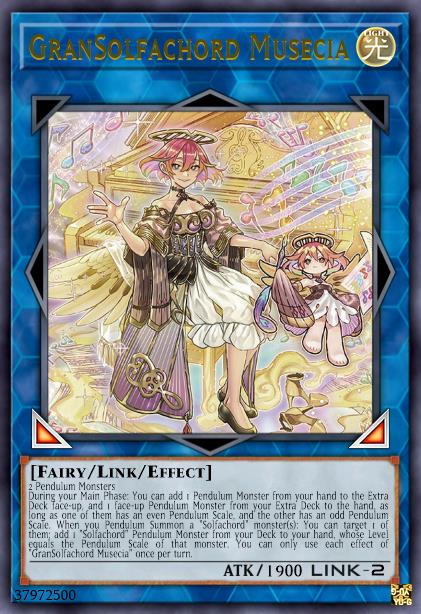 GranSolfachord Musecia
LIGHT
光
[Fairy/Link/Effect]
2 Pendulum Monsters
During your Main Phase: You can add 1 Pendulum Monster from your hand to the Extra
Deck face-up, and 1 face-up Pendulum Monster from your Extra Deck to the hand, as
long as one of them has an even Pendulum Scale, and the other has an odd Pendulum
Scale. When you Pendulum Summon a "Solfachord" monster(s): You can target 1 of
them; add 1 "Solfachord" Pendulum Monster from your Deck to your hand, whose Level
equals the Pendulum Scale of that monster. You can only use each effect of
"GranSolfachord Musecia" once per turn.
ATK/1900 LINK-2
37972500